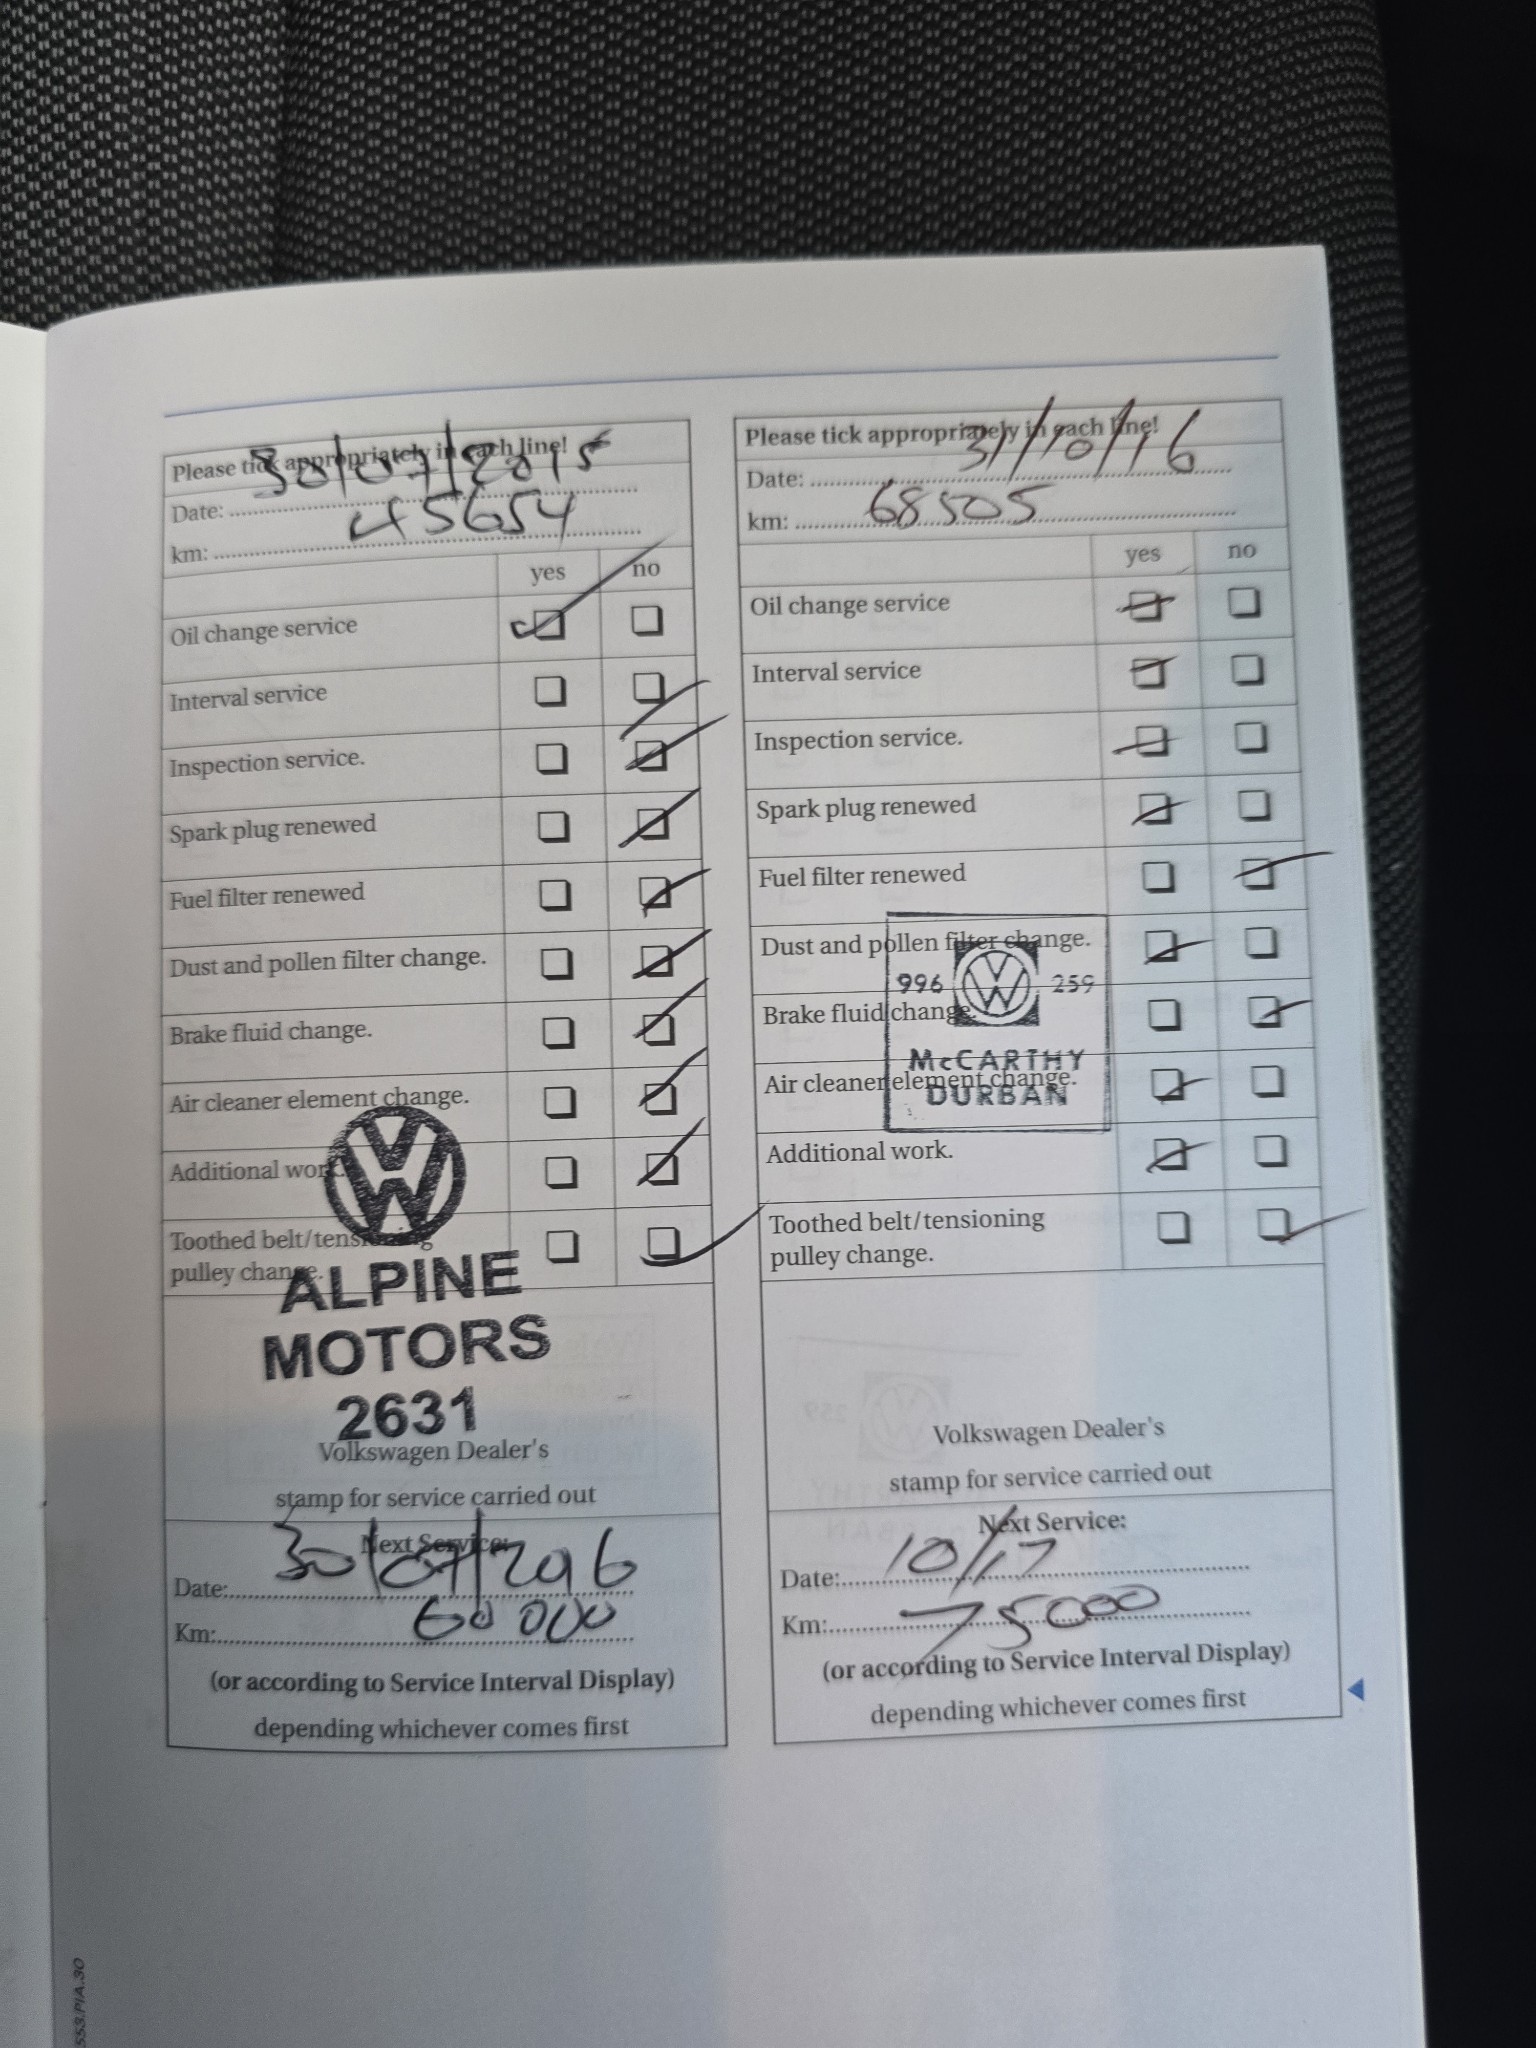 Please tick appropriately in each line!
Date: 30/07/2015
km: 45654
yes no
Oil change service
Interval service
Inspection service.
Spark plug renewed
Fuel filter renewed
Dust and pollen filter change.
Brake fluid change.
Air cleaner element change.
Additional work.
Toothed belt/tensioning
pulley change.
ALPINE
MOTORS
2631
Volkswagen Dealer's
stamp for service carried out
Next Service:
Date: 30/07/2016
Km: 60 000
(or according to Service Interval Display)
depending whichever comes first
Please tick appropriately in each line!
Date: 31/10/16
km: 68505
yes no
Oil change service
Interval service
Inspection service.
Spark plug renewed
Fuel filter renewed
Dust and pollen filter change.
996 259
Brake fluid change.
McCARTHY
Air cleaner element change.
DURBAN
Additional work.
Toothed belt/tensioning
pulley change.
Volkswagen Dealer's
stamp for service carried out
Next Service:
Date: 10/17
Km: 75000
(or according to Service Interval Display)
depending whichever comes first
553.PIA.30